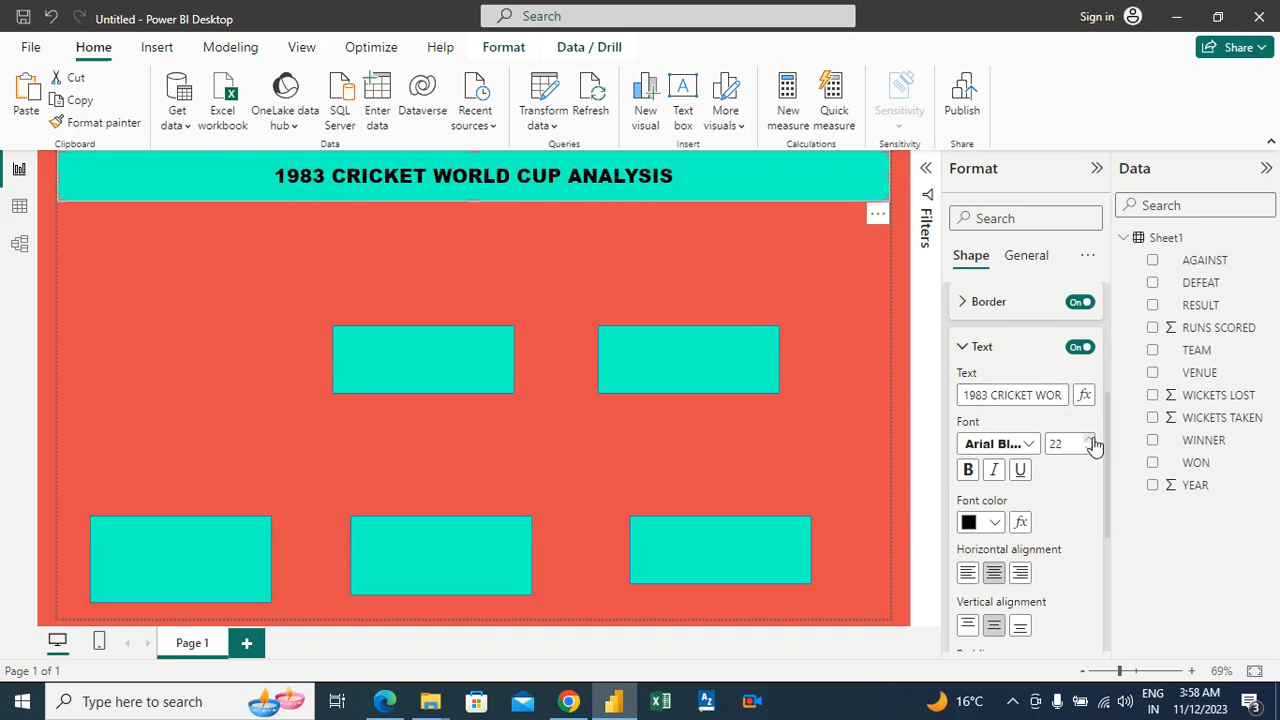 Untitled - Power BI Desktop
Search
Sign in
File
Home
Insert
Modeling
View
Optimize
Help
Format
Data / Drill
Share
Paste
Cut
Copy
Format painter
Get data
Excel workbook
OneLake data hub
SQL Server
Enter data
Dataverse
Recent sources
Transform data
Refresh
New visual
Text box
More visuals
New measure
Quick measure
Sensitivity
Publish
Clipboard
Data
Queries
Insert
Calculations
Sensitivity
Share
1983 CRICKET WORLD CUP ANALYSIS
Filters
Format
Search
Shape
General
Border
On
Text
On
Text
1983 CRICKET WOR
fx
Font
Arial Bl...
22
B
I
U
Font color
fx
Horizontal alignment
Vertical alignment
Data
Search
Sheet1
AGAINST
DEFEAT
RESULT
RUNS SCORED
TEAM
VENUE
WICKETS LOST
WICKETS TAKEN
WINNER
WON
YEAR
Page 1
Page 1 of 1
69%
Type here to search
16°C
ENG
IN
3:58 AM
11/12/2023
3